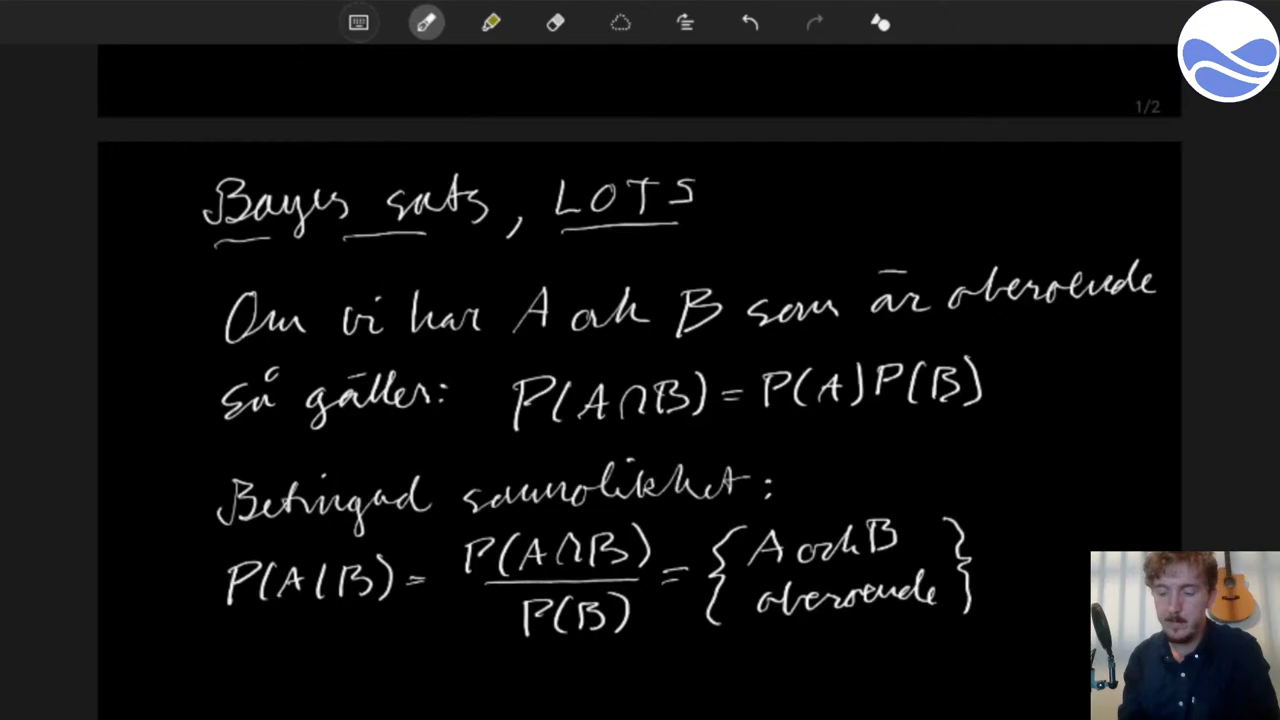 1/2
Bayes sats, LOTS
Om vi har A och B som är oberoende
så gäller: P(A∩B) = P(A)P(B)
Betingad sannolikhet:
P(A|B) = P(A∩B) / P(B) = { A och B oberoende }